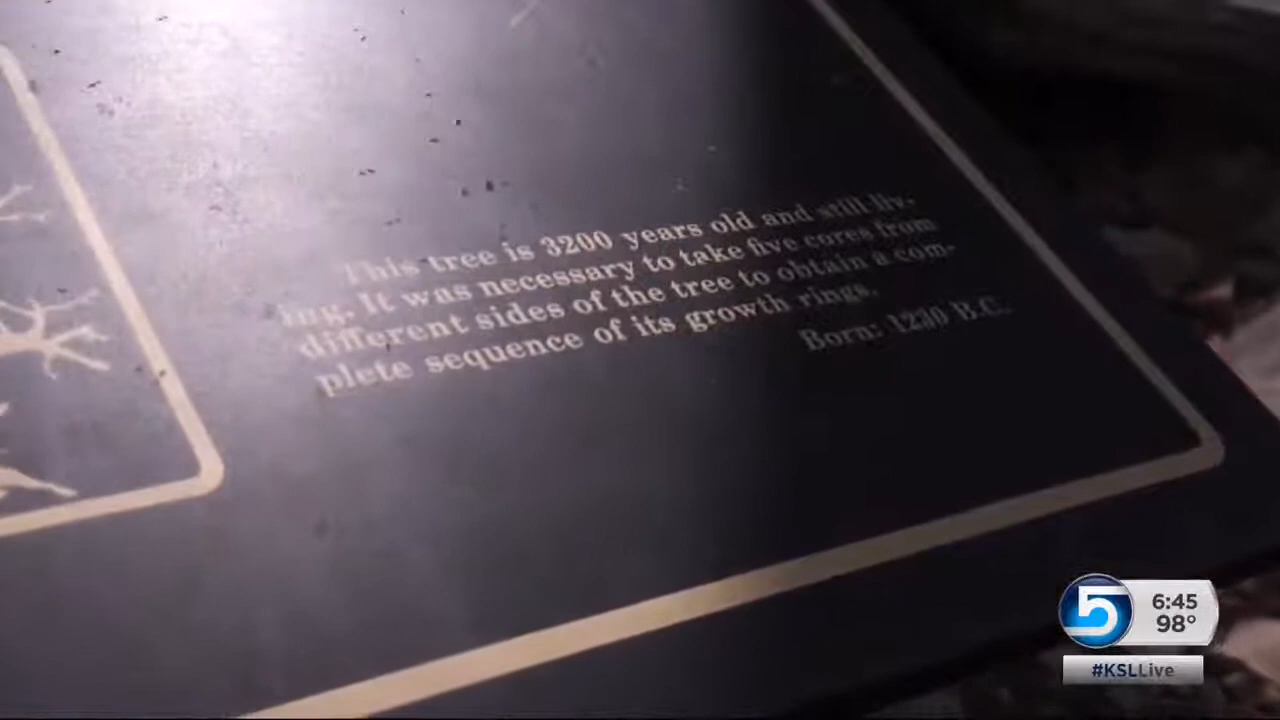 This tree is 3200 years old and still liv-
ing. It was necessary to take five cores from
different sides of the tree to obtain a com-
plete sequence of its growth rings.
Born: 1230 B.C.
5
6:45
98°
#KSLLive